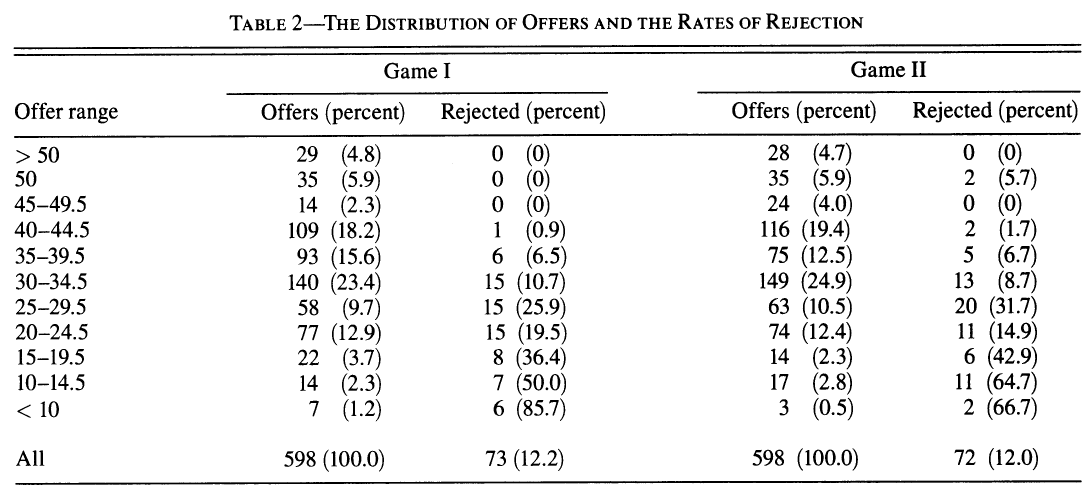 TABLE 2—THE DISTRIBUTION OF OFFERS AND THE RATES OF REJECTION
Game I Game II
Offer range Offers (percent) Rejected (percent) Offers (percent) Rejected (percent)
> 50 29 (4.8) 0 (0) 28 (4.7) 0 (0)
50 35 (5.9) 0 (0) 35 (5.9) 2 (5.7)
45–49.5 14 (2.3) 0 (0) 24 (4.0) 0 (0)
40–44.5 109 (18.2) 1 (0.9) 116 (19.4) 2 (1.7)
35–39.5 93 (15.6) 6 (6.5) 75 (12.5) 5 (6.7)
30–34.5 140 (23.4) 15 (10.7) 149 (24.9) 13 (8.7)
25–29.5 58 (9.7) 15 (25.9) 63 (10.5) 20 (31.7)
20–24.5 77 (12.9) 15 (19.5) 74 (12.4) 11 (14.9)
15–19.5 22 (3.7) 8 (36.4) 14 (2.3) 6 (42.9)
10–14.5 14 (2.3) 7 (50.0) 17 (2.8) 11 (64.7)
< 10 7 (1.2) 6 (85.7) 3 (0.5) 2 (66.7)
All 598 (100.0) 73 (12.2) 598 (100.0) 72 (12.0)